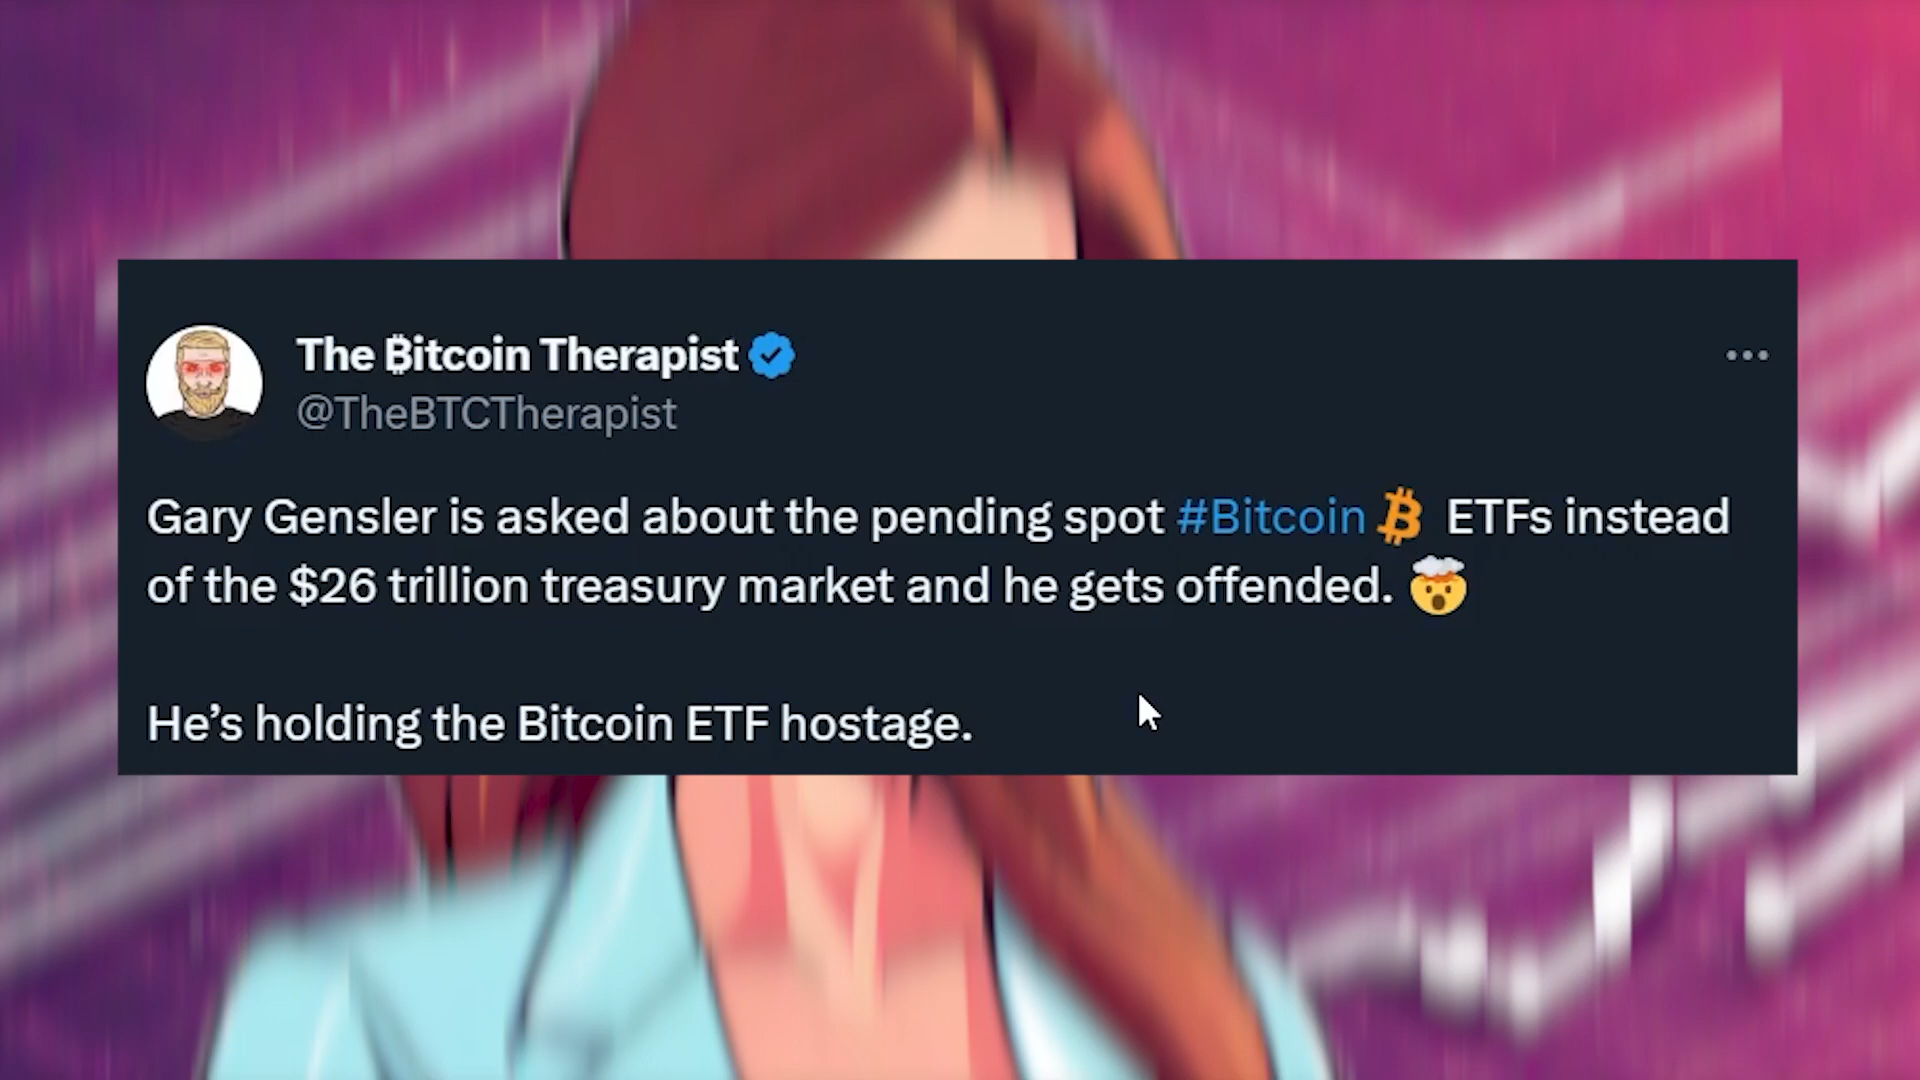 The ₿itcoin Therapist
@TheBTCTherapist
Gary Gensler is asked about the pending spot #Bitcoin ₿ ETFs instead
of the $26 trillion treasury market and he gets offended. 🤯
He’s holding the Bitcoin ETF hostage.